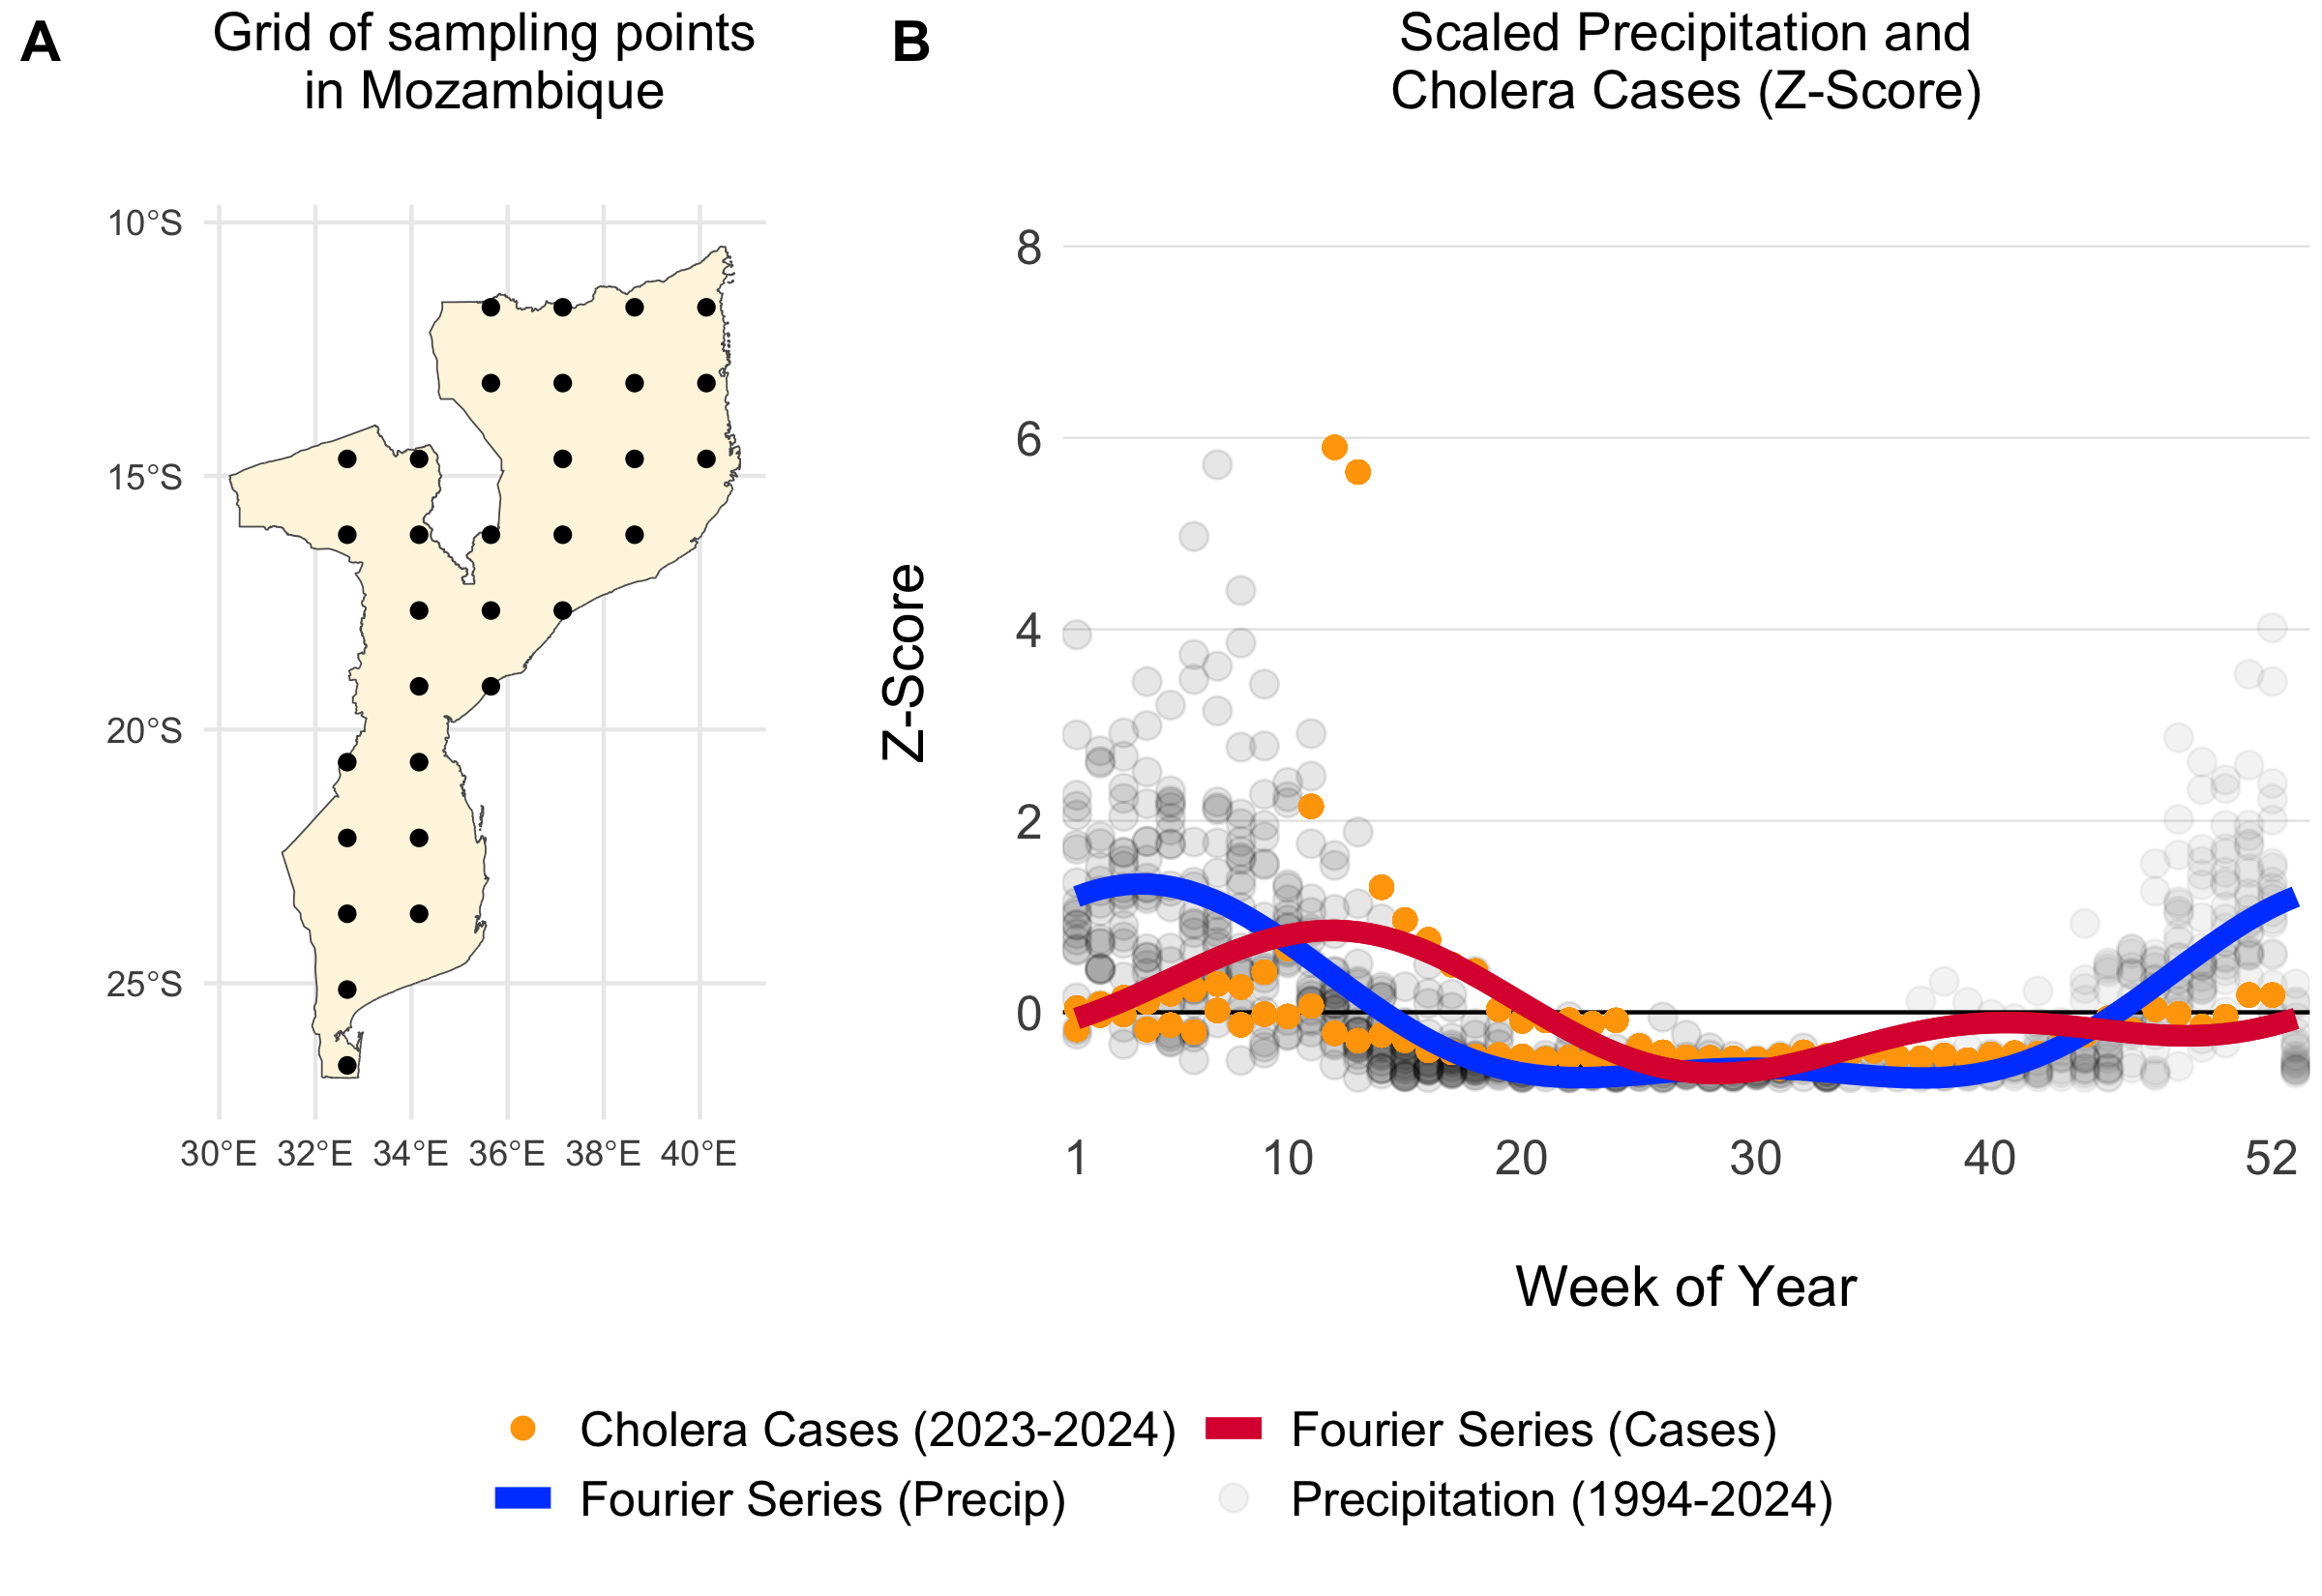 A
Grid of sampling points
in Mozambique
10°S
15°S
20°S
25°S
30°E 32°E 34°E 36°E 38°E 40°E
B
Scaled Precipitation and
Cholera Cases (Z-Score)
Z-Score
8
6
4
2
0
1 10 20 30 40 52
Week of Year
Cholera Cases (2023-2024)
Fourier Series (Cases)
Fourier Series (Precip)
Precipitation (1994-2024)